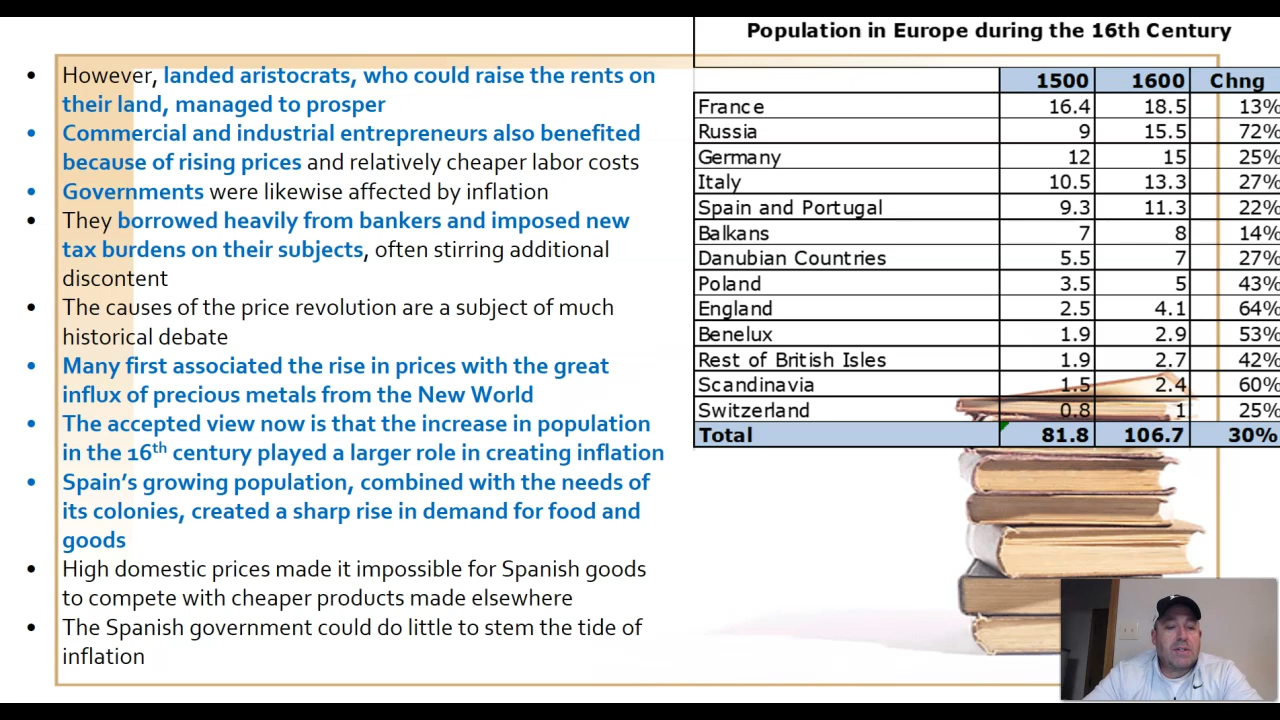 Population in Europe during the 16th Century
However, landed aristocrats, who could raise the rents on
their land, managed to prosper
Commercial and industrial entrepreneurs also benefited
because of rising prices and relatively cheaper labor costs
Governments were likewise affected by inflation
They borrowed heavily from bankers and imposed new
tax burdens on their subjects, often stirring additional
discontent
The causes of the price revolution are a subject of much
historical debate
Many first associated the rise in prices with the great
influx of precious metals from the New World
The accepted view now is that the increase in population
in the 16th century played a larger role in creating inflation
Spain's growing population, combined with the needs of
its colonies, created a sharp rise in demand for food and
goods
High domestic prices made it impossible for Spanish goods
to compete with cheaper products made elsewhere
The Spanish government could do little to stem the tide of
inflation
1500 1600 Chng
France 16.4 18.5 13%
Russia 9 15.5 72%
Germany 12 15 25%
Italy 10.5 13.3 27%
Spain and Portugal 9.3 11.3 22%
Balkans 7 8 14%
Danubian Countries 5.5 7 27%
Poland 3.5 5 43%
England 2.5 4.1 64%
Benelux 1.9 2.9 53%
Rest of British Isles 1.9 2.7 42%
Scandinavia 1.5 2.4 60%
Switzerland 0.8 1 25%
Total 81.8 106.7 30%